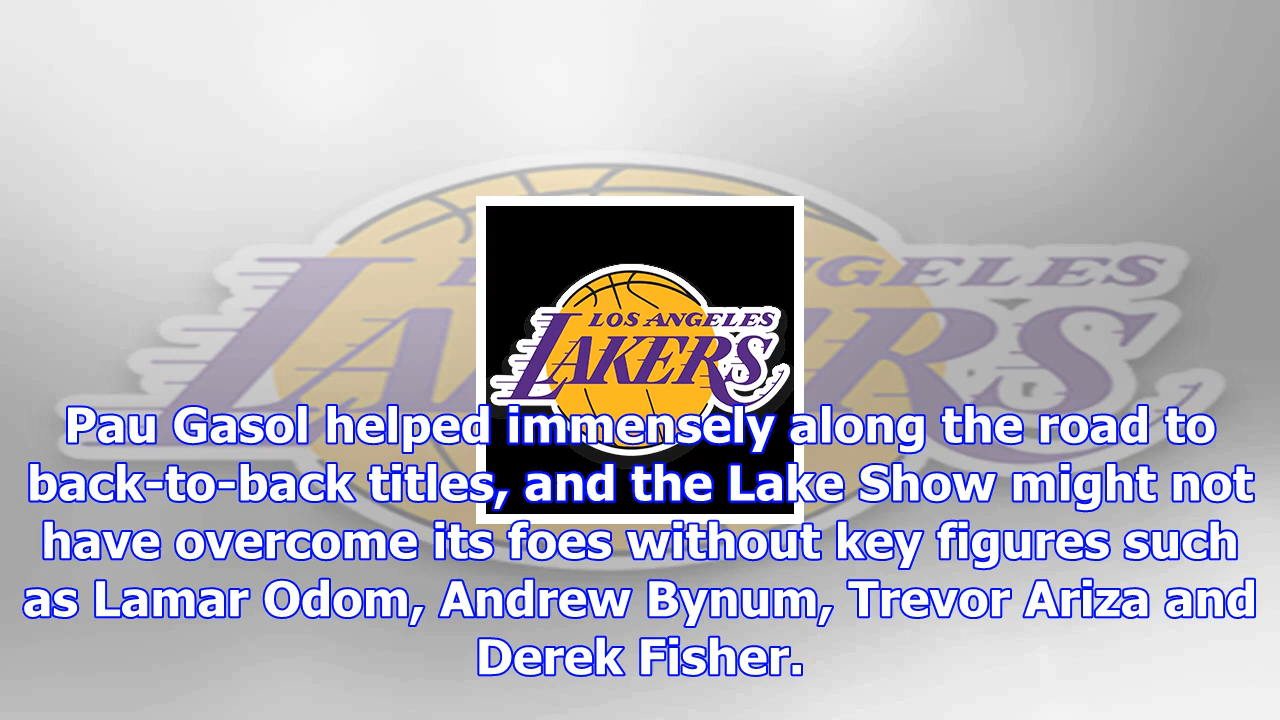 LOS ANGELES
LAKERS
Pau Gasol helped immensely along the road to
back-to-back titles, and the Lake Show might not
have overcome its foes without key figures such
as Lamar Odom, Andrew Bynum, Trevor Ariza and
Derek Fisher.